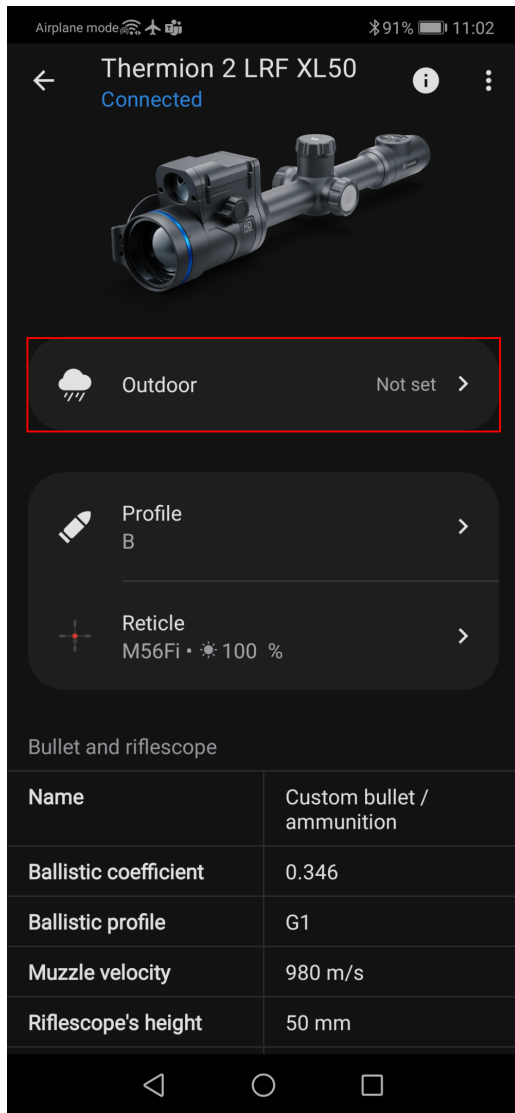 Airplane mode 91% 11:02
Thermion 2 LRF XL50
Connected
Outdoor Not set
Profile
B
Reticle
M56Fi • 100 %
Bullet and riflescope
Name Custom bullet /
ammunition
Ballistic coefficient 0.346
Ballistic profile G1
Muzzle velocity 980 m/s
Riflescope's height 50 mm